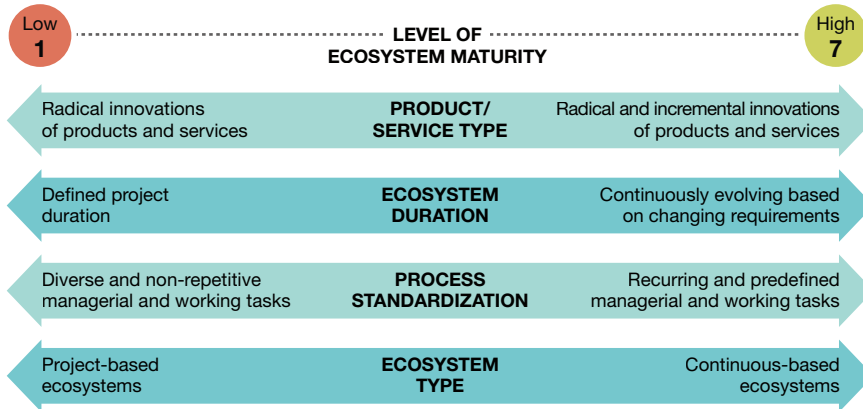 Low
1
LEVEL OF
ECOSYSTEM MATURITY
High
7
Radical innovations
of products and services
PRODUCT/
SERVICE TYPE
Radical and incremental innovations
of products and services
Defined project
duration
ECOSYSTEM
DURATION
Continuously evolving based
on changing requirements
Diverse and non-repetitive
managerial and working tasks
PROCESS
STANDARDIZATION
Recurring and predefined
managerial and working tasks
Project-based
ecosystems
ECOSYSTEM
TYPE
Continuous-based
ecosystems